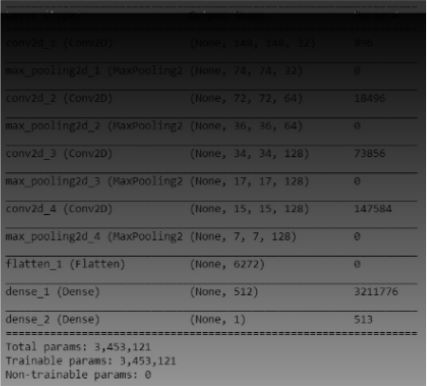 conv2d_1 (Conv2D) (None, 148, 148, 32) 896
max_pooling2d_1 (MaxPooling2 (None, 74, 74, 32) 0
conv2d_2 (Conv2D) (None, 72, 72, 64) 18496
max_pooling2d_2 (MaxPooling2 (None, 36, 36, 64) 0
conv2d_3 (Conv2D) (None, 34, 34, 128) 73856
max_pooling2d_3 (MaxPooling2 (None, 17, 17, 128) 0
conv2d_4 (Conv2D) (None, 15, 15, 128) 147584
max_pooling2d_4 (MaxPooling2 (None, 7, 7, 128) 0
flatten_1 (Flatten) (None, 6272) 0
dense_1 (Dense) (None, 512) 3211776
dense_2 (Dense) (None, 1) 513
Total params: 3,453,121
Trainable params: 3,453,121
Non-trainable params: 0